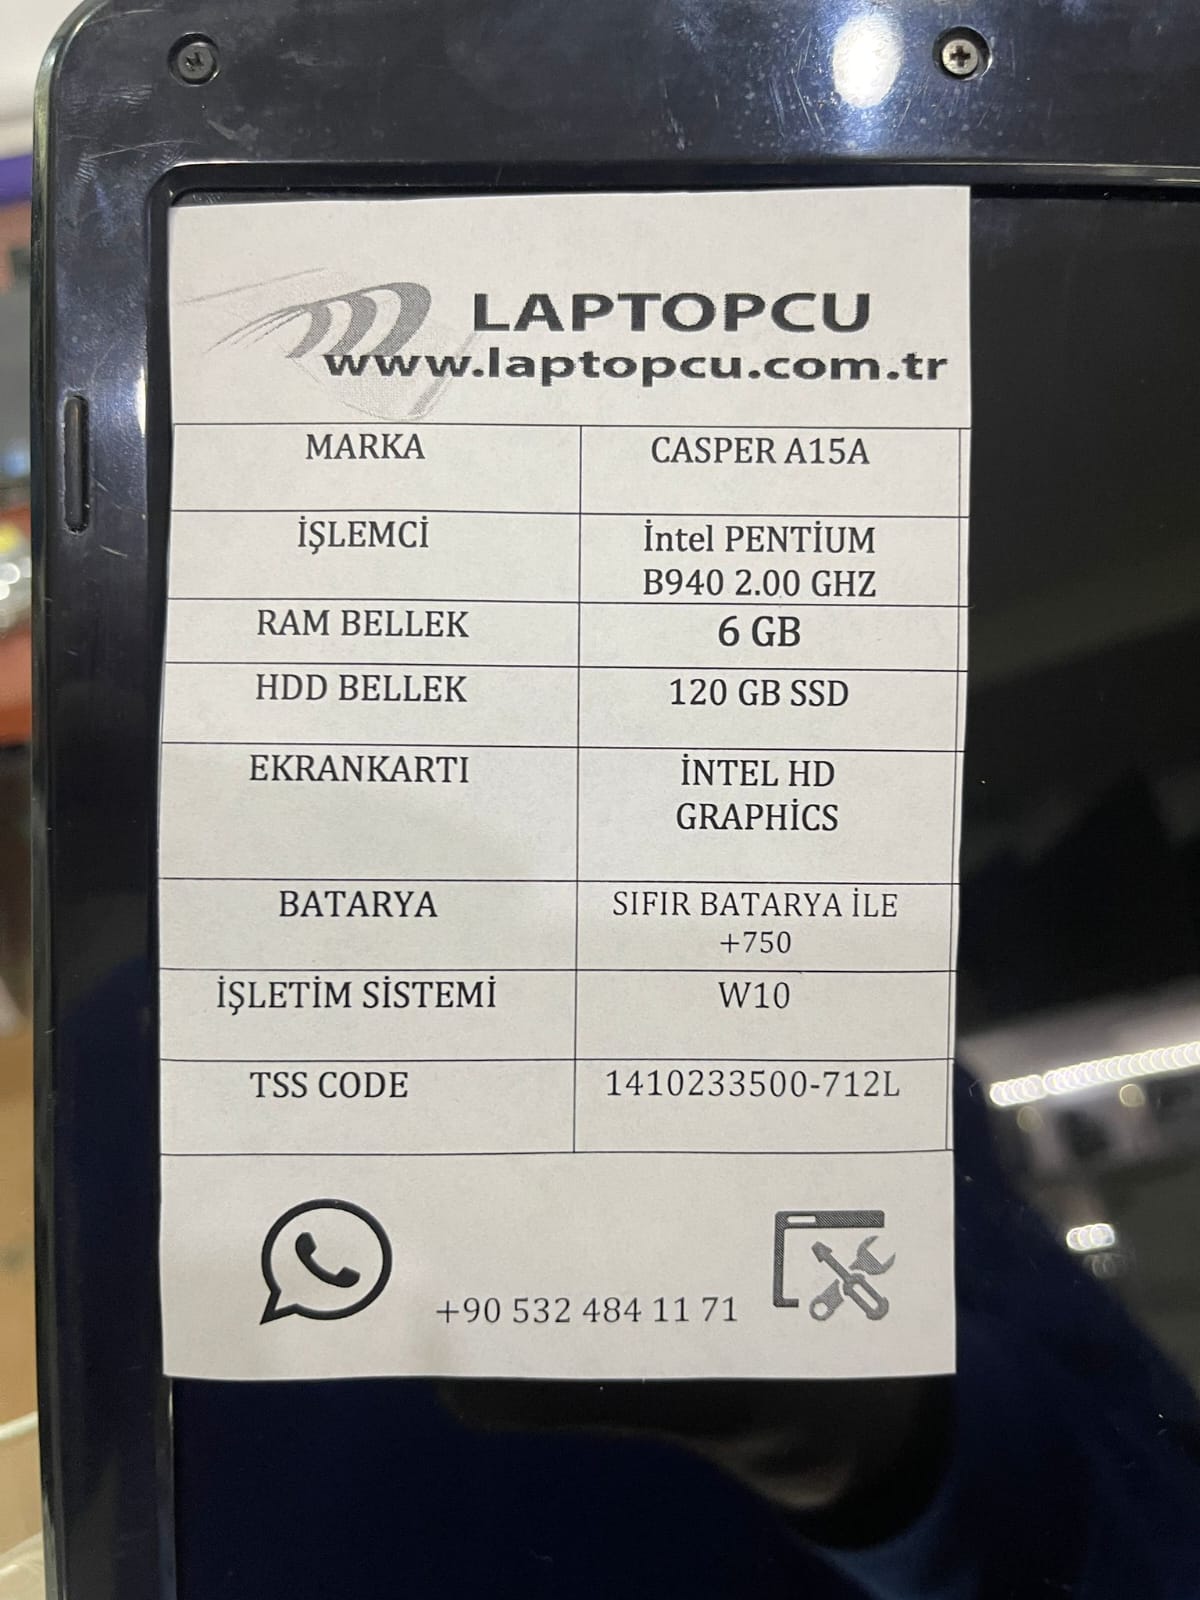 LAPTOPCU
www.laptopcu.com.tr
MARKA
CASPER A15A
İŞLEMCİ
İntel PENTİUM
B940 2.00 GHZ
RAM BELLEK
6 GB
HDD BELLEK
120 GB SSD
EKRANKARTI
İNTEL HD
GRAPHİCS
BATARYA
SIFIR BATARYA İLE
+750
İŞLETİM SİSTEMİ
W10
TSS CODE
1410233500-712L
+90 532 484 11 71